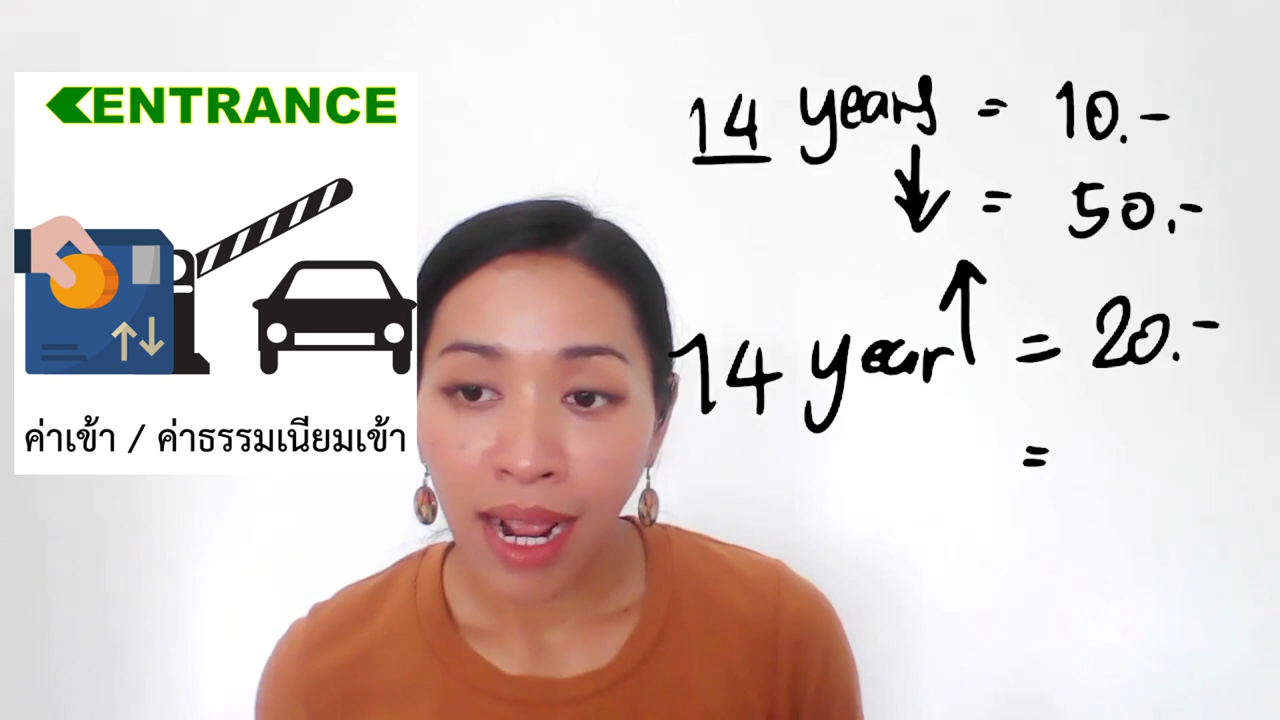 ENTRANCE
ค่าเข้า / ค่าธรรมเนียมเข้า
14 years = 10.-
↓ = 50.-
14 year↑ = 20.-
=